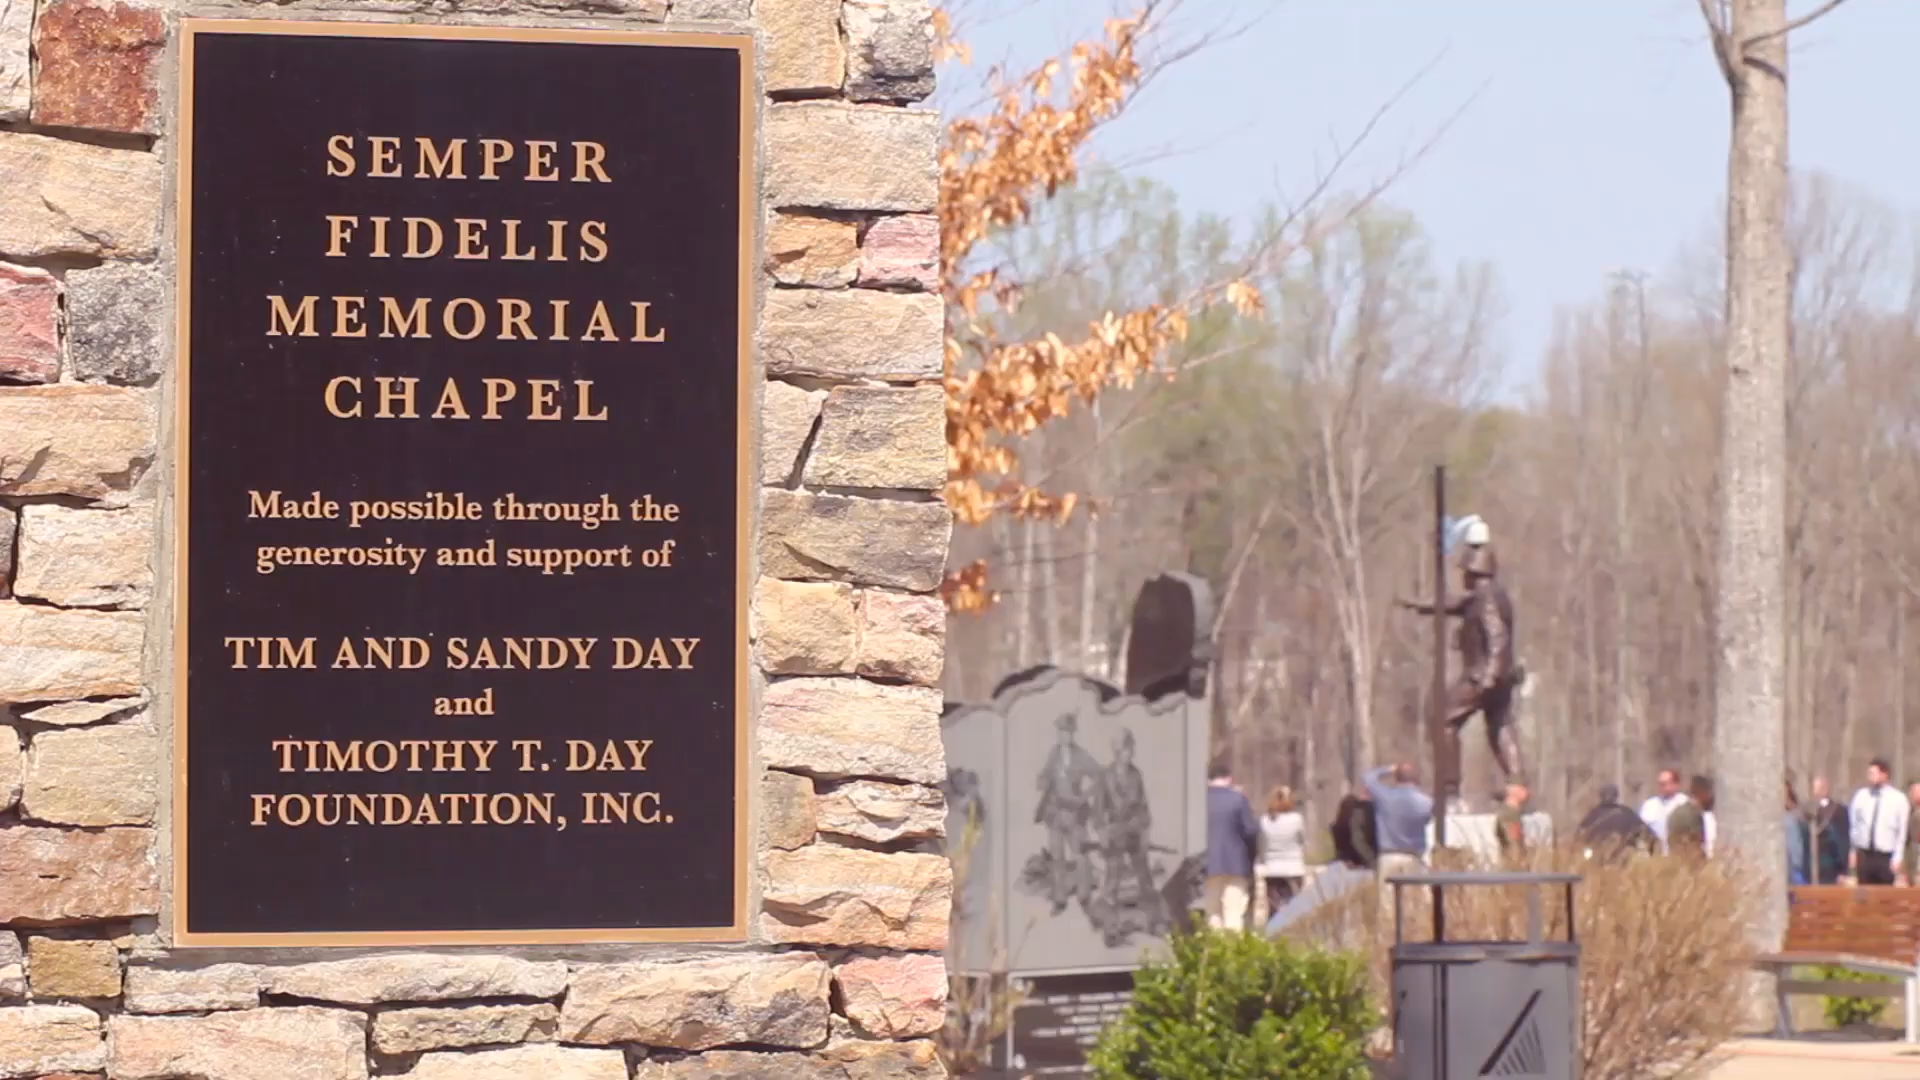 SEMPER
FIDELIS
MEMORIAL
CHAPEL
Made possible through the
generosity and support of
TIM AND SANDY DAY
and
TIMOTHY T. DAY
FOUNDATION, INC.